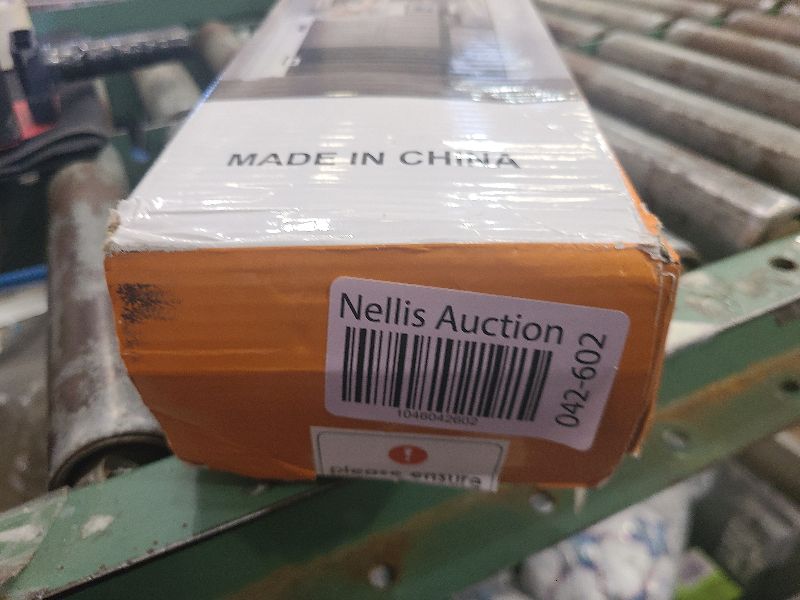 MADE IN CHINA
Nellis Auction
042-602
1046042602
!
please ensure